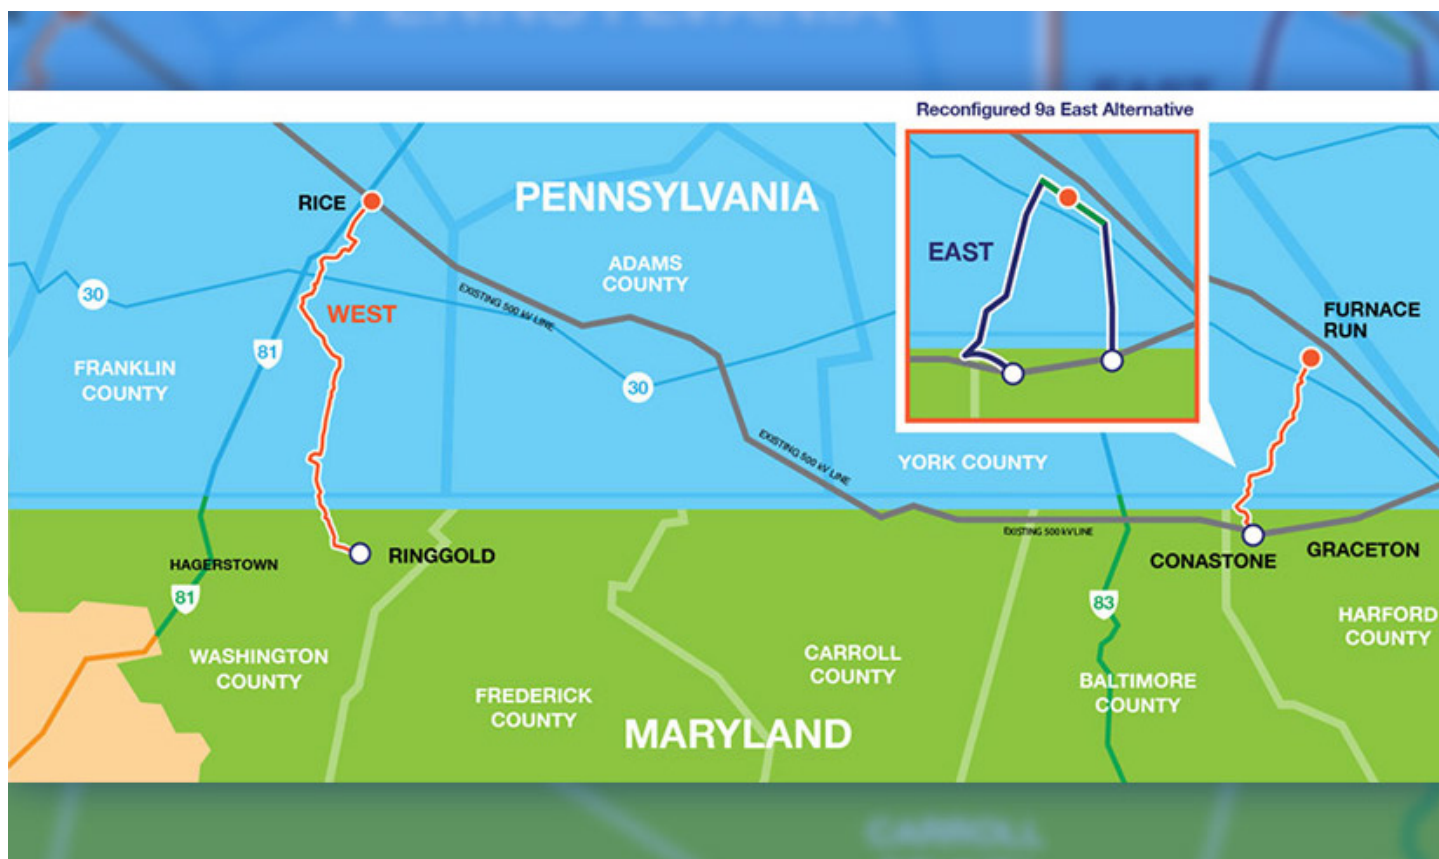 PENNSYLVANIA
Reconfigured 9a East Alternative
RICE
PENNSYLVANIA
EAST
ADAMS
COUNTY
30
EXISTING 500 kV LINE
WEST
FURNACE
RUN
81
FRANKLIN
COUNTY
30
EXISTING 500 kV LINE
YORK COUNTY
EXISTING 500 kV LINE
RINGGOLD
CONASTONE
GRACETON
HAGERSTOWN
81
83
HARFORD
COUNTY
WASHINGTON
COUNTY
CARROLL
COUNTY
FREDERICK
COUNTY
BALTIMORE
COUNTY
MARYLAND
CARROLL